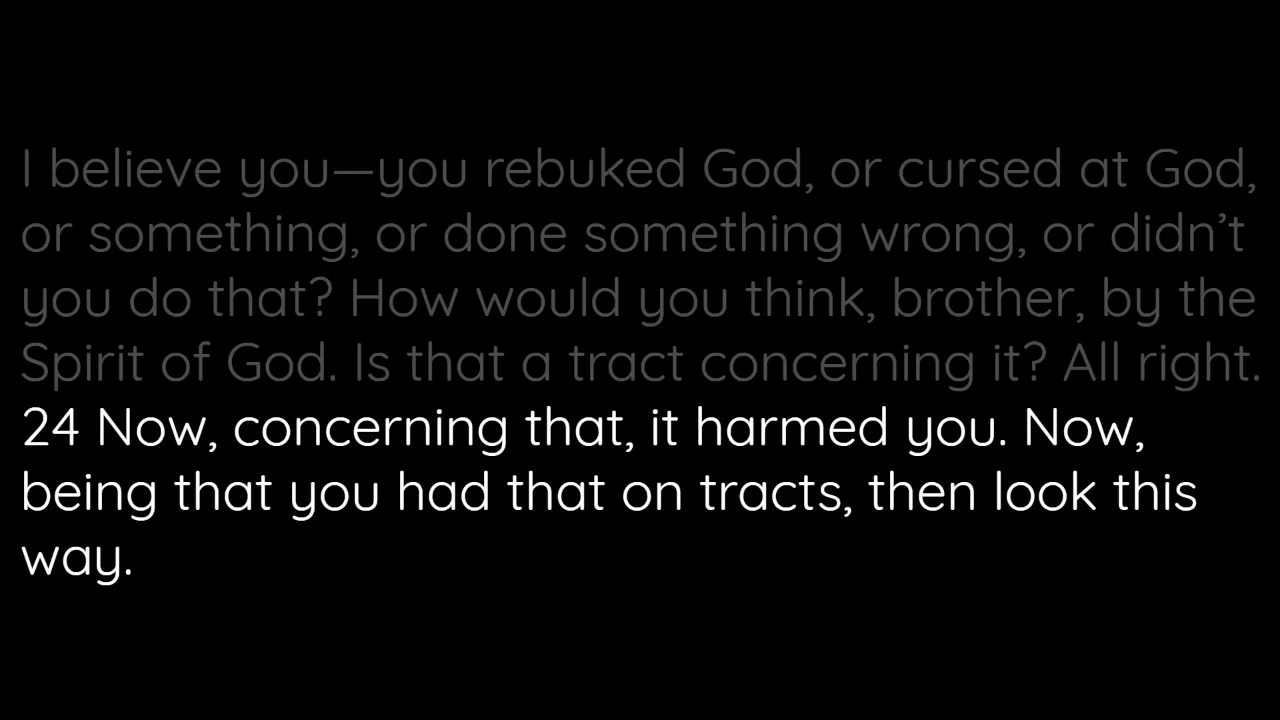 I believe you—you rebuked God, or cursed at God,
or something, or done something wrong, or didn’t
you do that? How would you think, brother, by the
Spirit of God. Is that a tract concerning it? All right.
24 Now, concerning that, it harmed you. Now,
being that you had that on tracts, then look this
way.